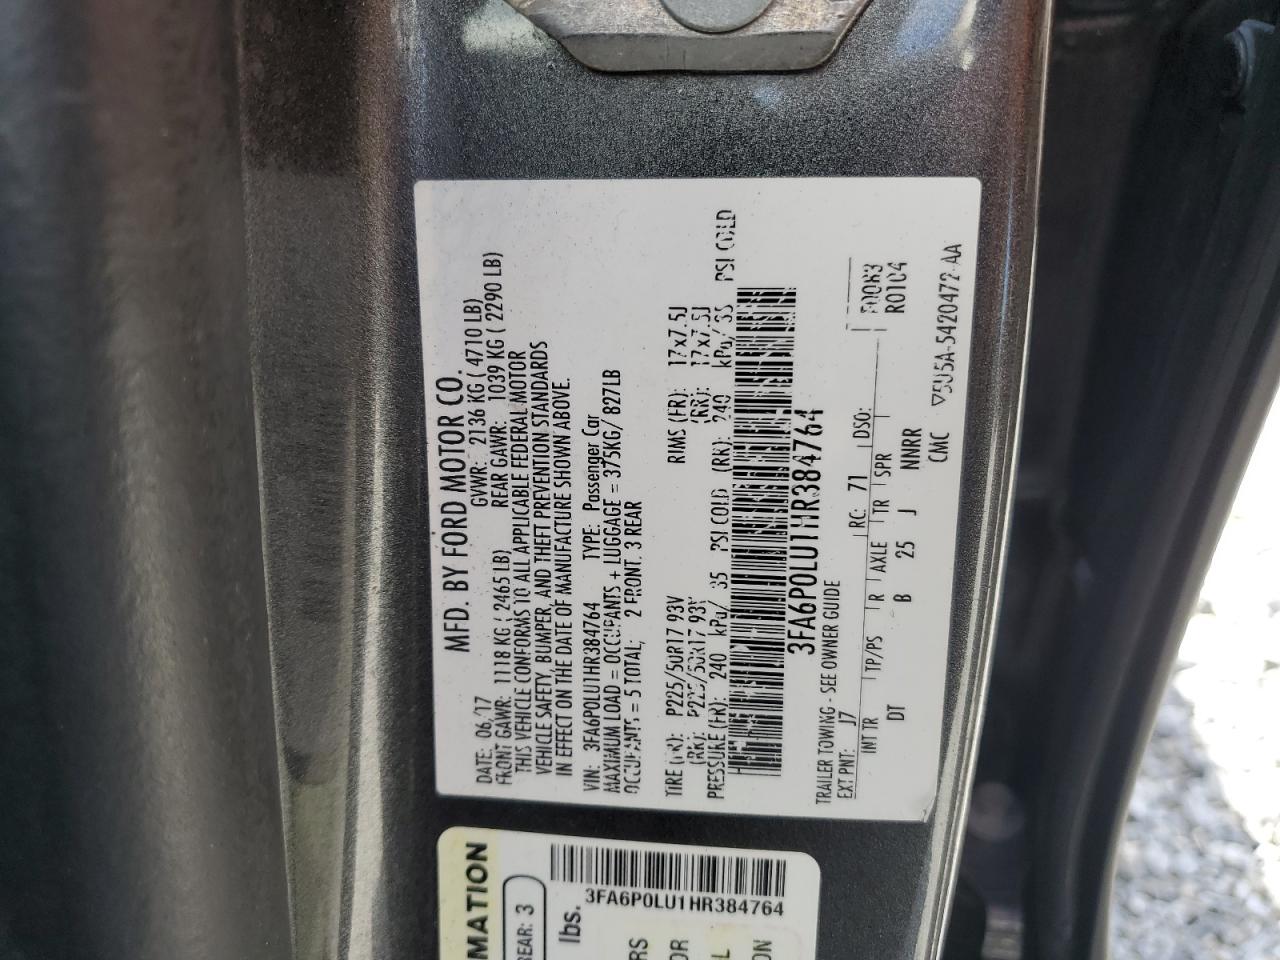 MFD. BY FORD MOTOR CO.
DATE: 06/17 GVWR: 2136 KG ( 4710 LB)
FRONT GAWR: 1118 KG ( 2465 LB) REAR GAWR: 1039 KG ( 2290 LB)
THIS VEHICLE CONFORMS TO ALL APPLICABLE FEDERAL MOTOR
VEHICLE SAFETY, BUMPER, AND THEFT PREVENTION STANDARDS
IN EFFECT ON THE DATE OF MANUFACTURE SHOWN ABOVE.
VIN: 3FA6P0LU1HR384764 TYPE: Passenger Car
MAXIMUM LOAD = OCCUPANTS + LUGGAGE = 375KG/ 827LB
OCCUPANTS = 5 TOTAL: 2 FRONT. 3 REAR
TIRE (FR): P225/50R17 93V RIMS (FR): 17x7.5J
(RR): P225/50R17 93V (RR): 17x7.5J
PRESSURE (FR): 240 kPa/ 35 PSI COLD (RR): 240 kPa/ 35 PSI COLD
3FA6P0LU1HR384764
TRAILER TOWING - SEE OWNER GUIDE
EXT PNT: J7 RC: 71 DSO:
INT TR TP/PS R AXLE TR SPR
DT B 25 J NNRR
CMC
R0104
▽5U5A-5420472-AA
MATION
REAR: 3
lbs.
3FA6P0LU1HR384764